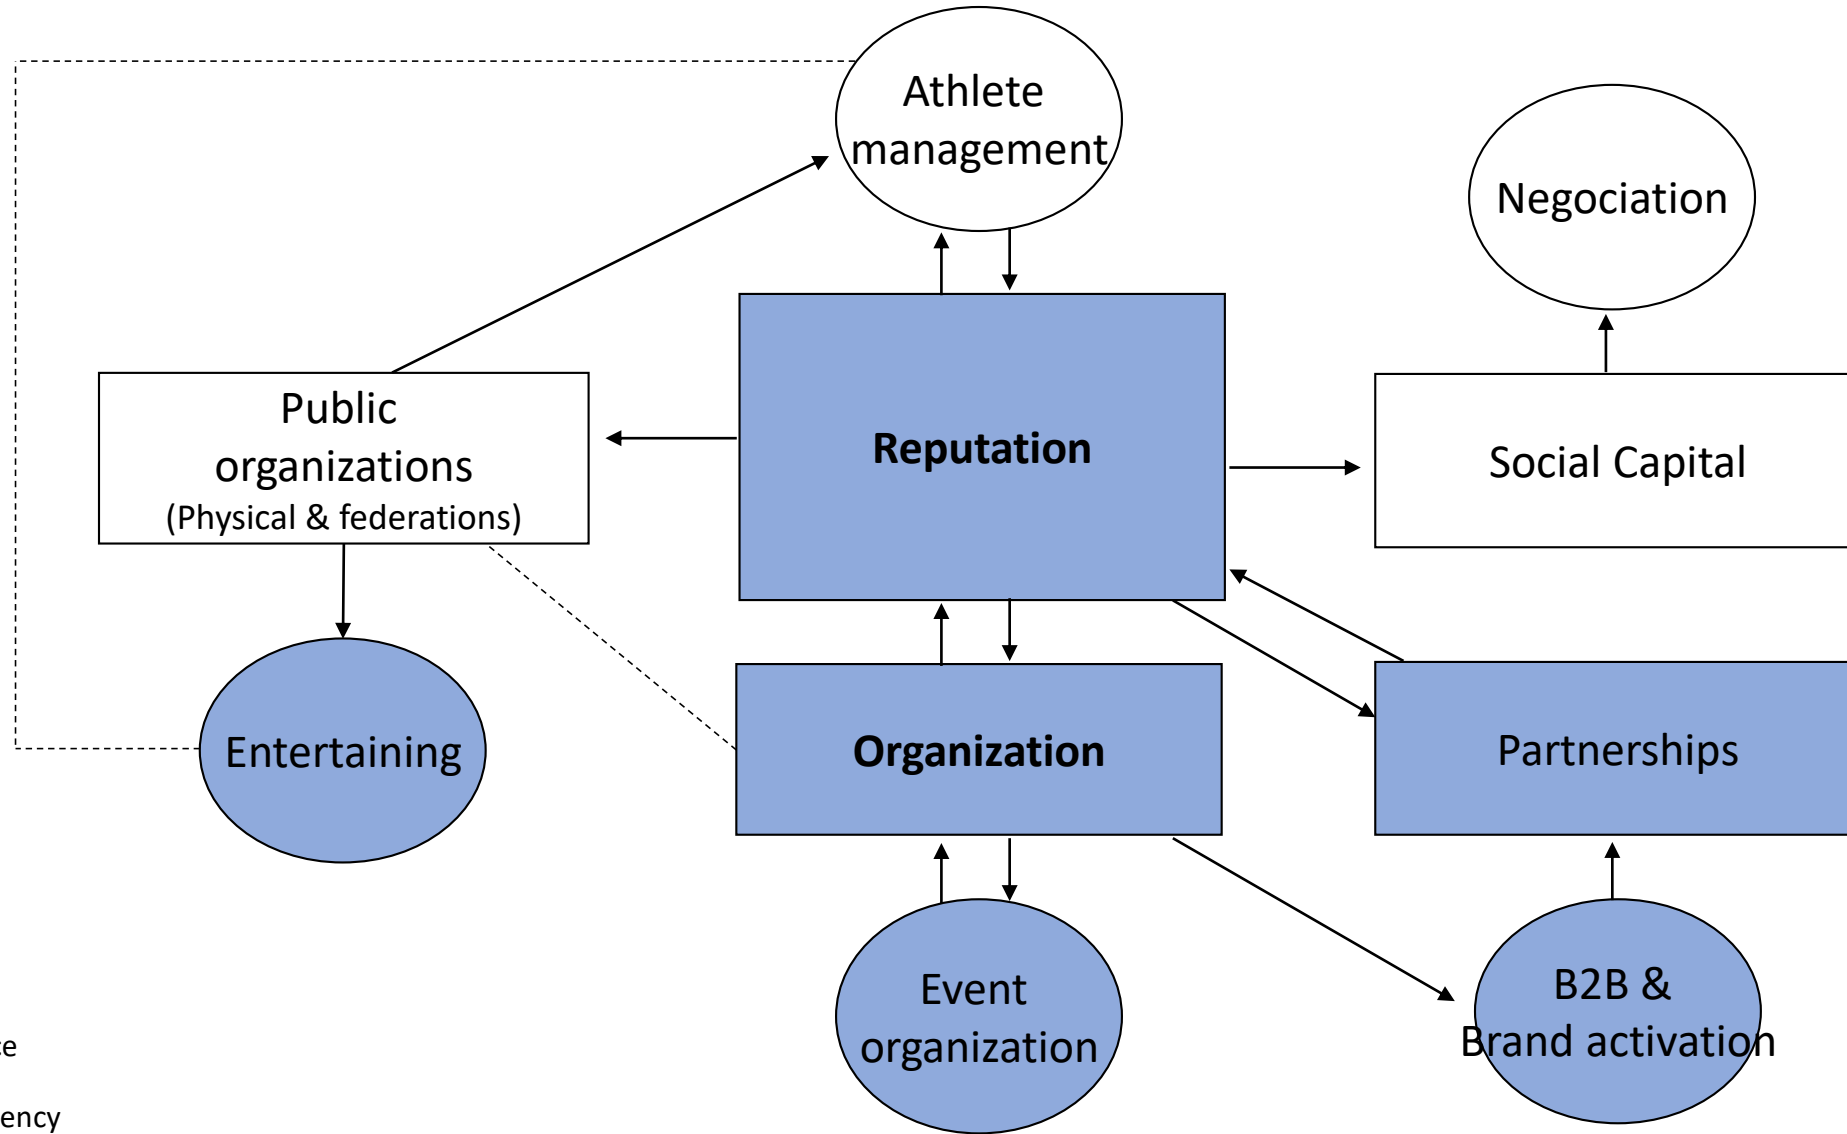 Athlete
management
Negociation
Public
organizations
(Physical & federations)
Reputation
Social Capital
Entertaining
Organization
Partnerships
Event
organization
B2B &
Brand activation